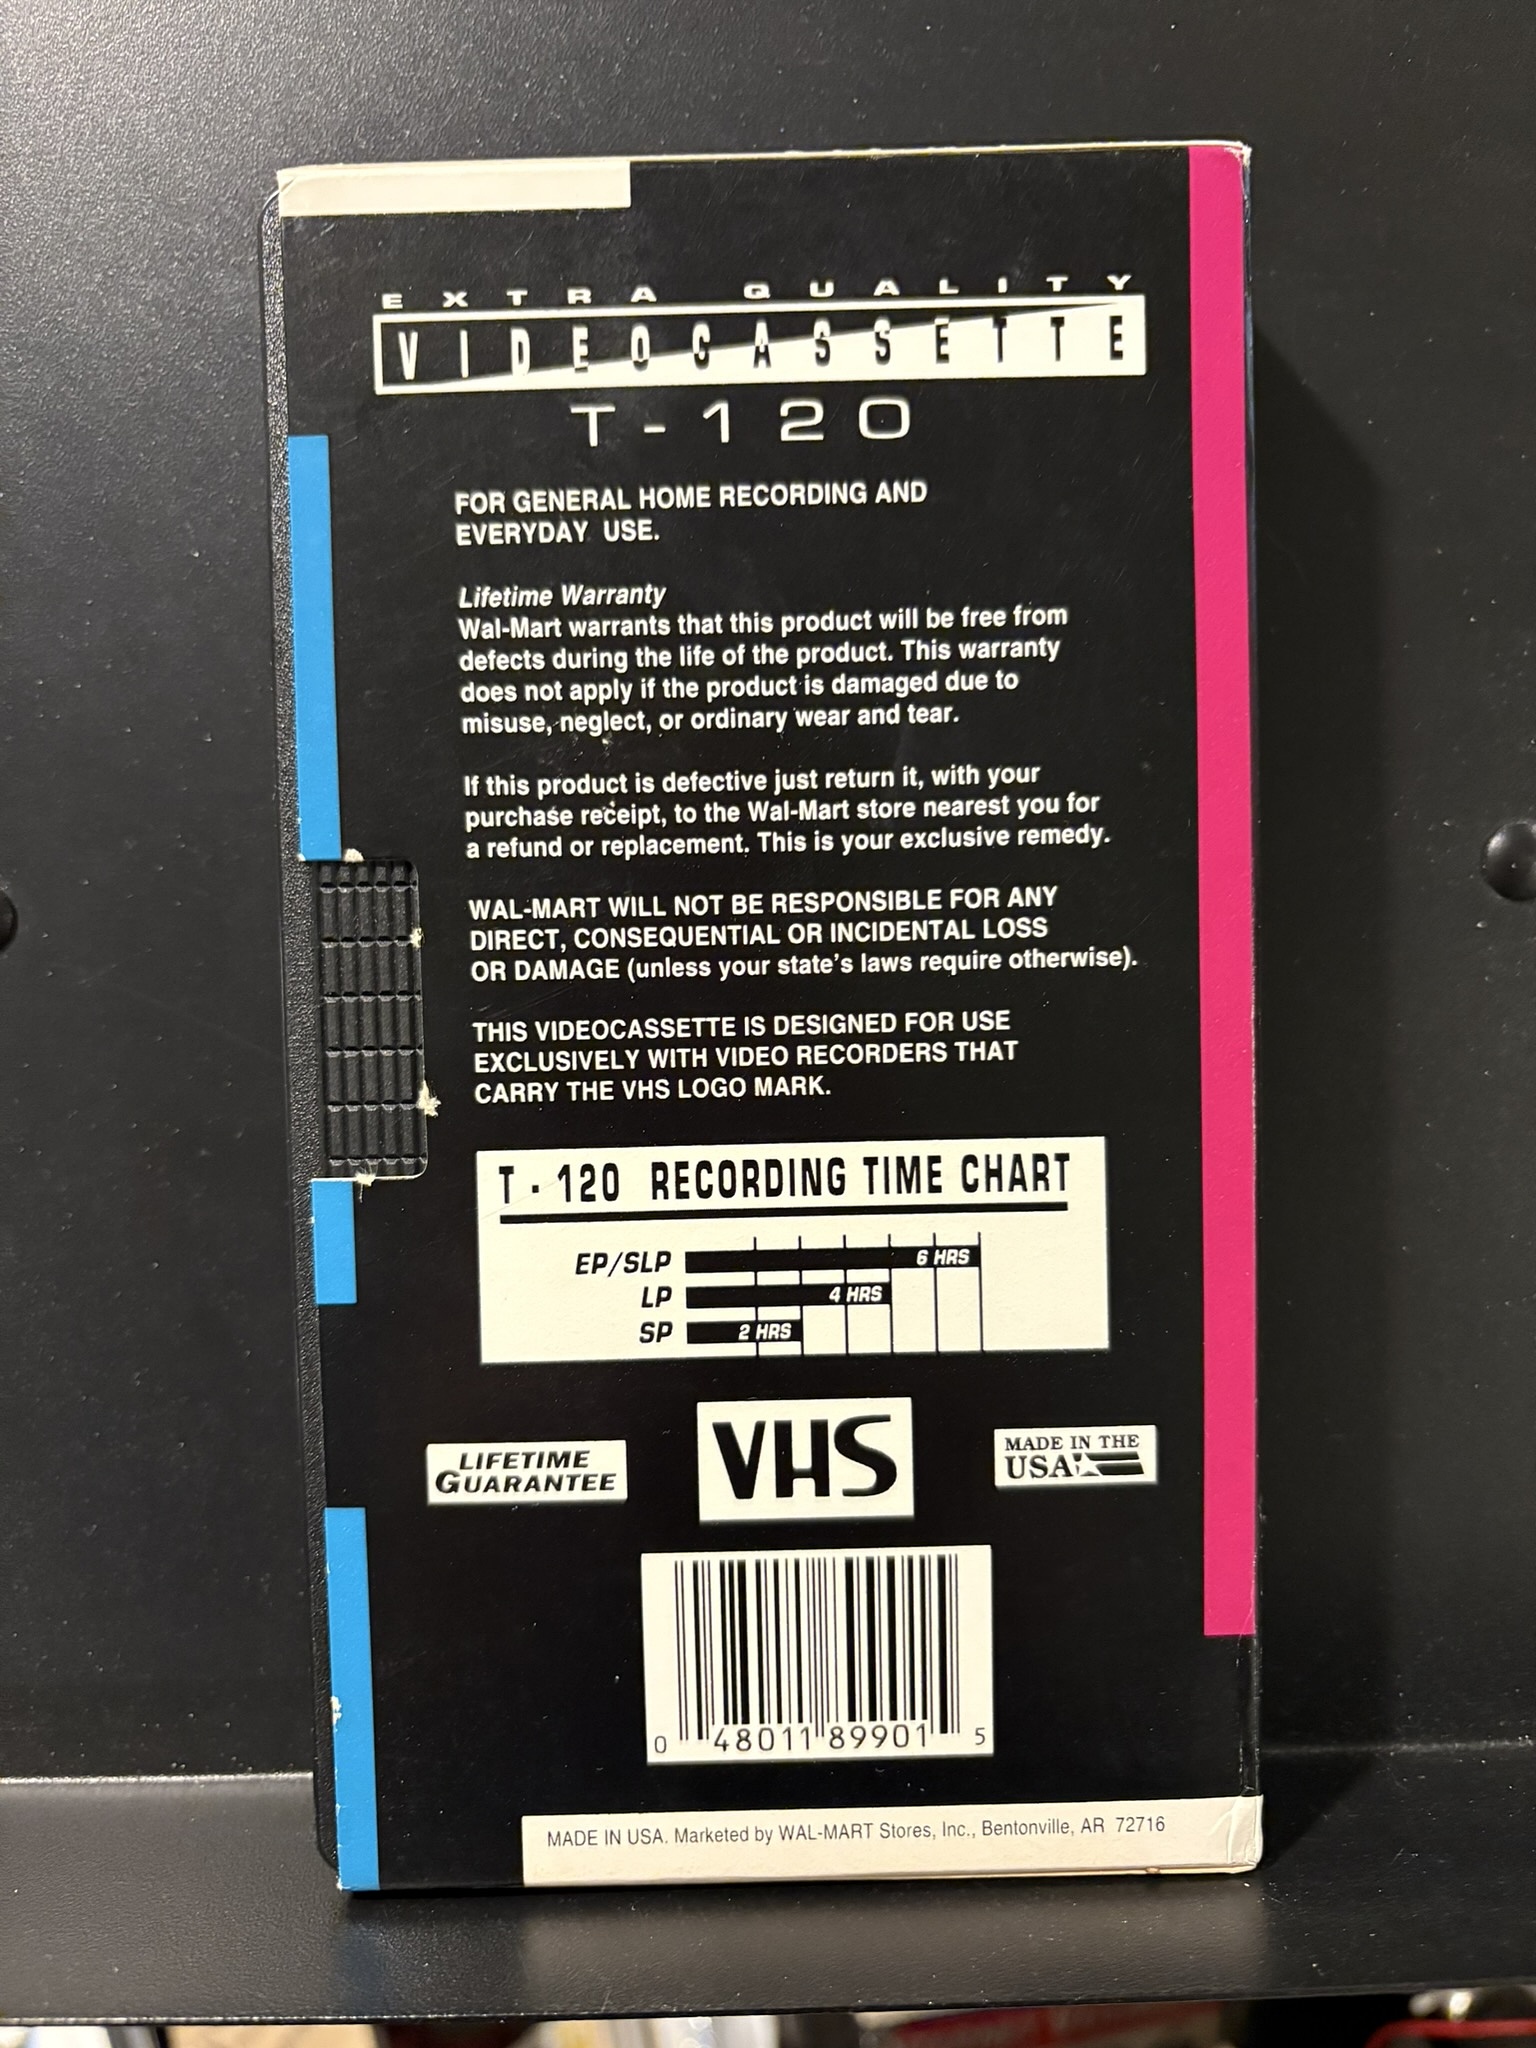 EXTRA QUALITY
VIDEOCASSETTE
T-120
FOR GENERAL HOME RECORDING AND
EVERYDAY USE.
Lifetime Warranty
Wal-Mart warrants that this product will be free from
defects during the life of the product. This warranty
does not apply if the product is damaged due to
misuse, neglect, or ordinary wear and tear.
If this product is defective just return it, with your
purchase receipt, to the Wal-Mart store nearest you for
a refund or replacement. This is your exclusive remedy.
WAL-MART WILL NOT BE RESPONSIBLE FOR ANY
DIRECT, CONSEQUENTIAL OR INCIDENTAL LOSS
OR DAMAGE (unless your state's laws require otherwise).
THIS VIDEOCASSETTE IS DESIGNED FOR USE
EXCLUSIVELY WITH VIDEO RECORDERS THAT
CARRY THE VHS LOGO MARK.
T-120 RECORDING TIME CHART
EP/SLP 6 HRS
LP 4 HRS
SP 2 HRS
LIFETIME
GUARANTEE
VHS
MADE IN THE
USA
0 48011 89901 5
MADE IN USA. Marketed by WAL-MART Stores, Inc., Bentonville, AR 72716